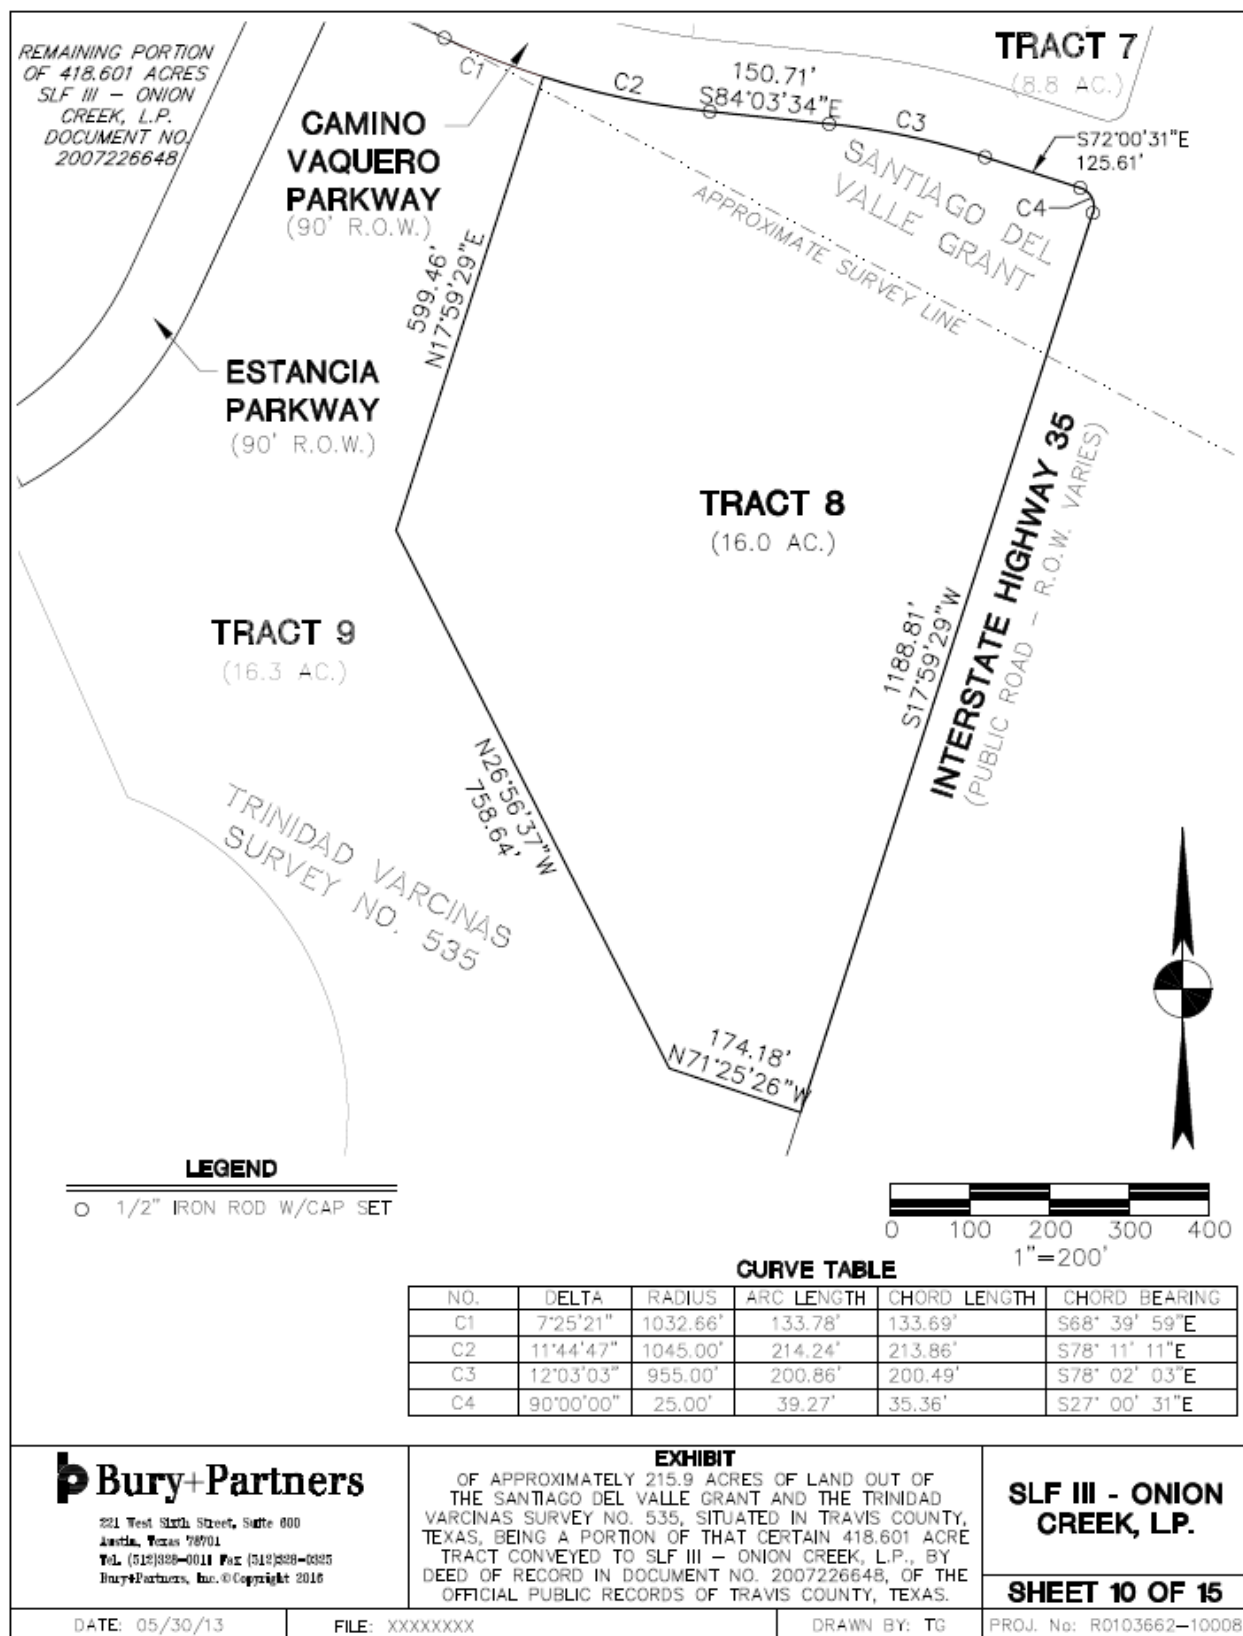 REMAINING PORTION
OF 418.601 ACRES
SLF III – ONION
CREEK, L.P.
DOCUMENT NO.
2007226648
C1
CAMINO
VAQUERO
PARKWAY
(90' R.O.W.)
C2
150.71'
S84°03'34"E
C3
TRACT 7
(8.8 AC.)
S72°00'31"E
125.61'
C4
SANTIAGO DEL
VALLE GRANT
APPROXIMATE SURVEY LINE
599.46'
N17°59'29"E
ESTANCIA
PARKWAY
(90' R.O.W.)
TRACT 8
(16.0 AC.)
INTERSTATE HIGHWAY 35
(PUBLIC ROAD – R.O.W. VARIES)
1188.81'
S17°59'29"W
TRACT 9
(16.3 AC.)
N26°56'37"W
758.64'
TRINIDAD VARCINAS
SURVEY NO. 535
174.18'
N71°25'26"W
LEGEND
1/2" IRON ROD W/CAP SET
0 100 200 300 400
1"=200'
CURVE TABLE
NO. DELTA RADIUS ARC LENGTH CHORD LENGTH CHORD BEARING
C1 7°25'21" 1032.66' 133.78' 133.69' S68° 39' 59"E
C2 11°44'47" 1045.00' 214.24' 213.86' S78° 11' 11"E
C3 12°03'03" 955.00' 200.86' 200.49' S78° 02' 03"E
C4 90°00'00" 25.00' 39.27' 35.36' S27° 00' 31"E
Bury+Partners
221 West Sixth Street, Suite 600
Austin, Texas 78701
Tel. (512)328-0011 Fax (512)328-0325
Bury+Partners, Inc. © Copyright 2016
EXHIBIT
OF APPROXIMATELY 215.9 ACRES OF LAND OUT OF
THE SANTIAGO DEL VALLE GRANT AND THE TRINIDAD
VARCINAS SURVEY NO. 535, SITUATED IN TRAVIS COUNTY,
TEXAS, BEING A PORTION OF THAT CERTAIN 418.601 ACRE
TRACT CONVEYED TO SLF III – ONION CREEK, L.P., BY
DEED OF RECORD IN DOCUMENT NO. 2007226648, OF THE
OFFICIAL PUBLIC RECORDS OF TRAVIS COUNTY, TEXAS.
SLF III - ONION
CREEK, L.P.
SHEET 10 OF 15
DATE: 05/30/13 FILE: XXXXXXXX DRAWN BY: TG PROJ. No: R0103662–10008